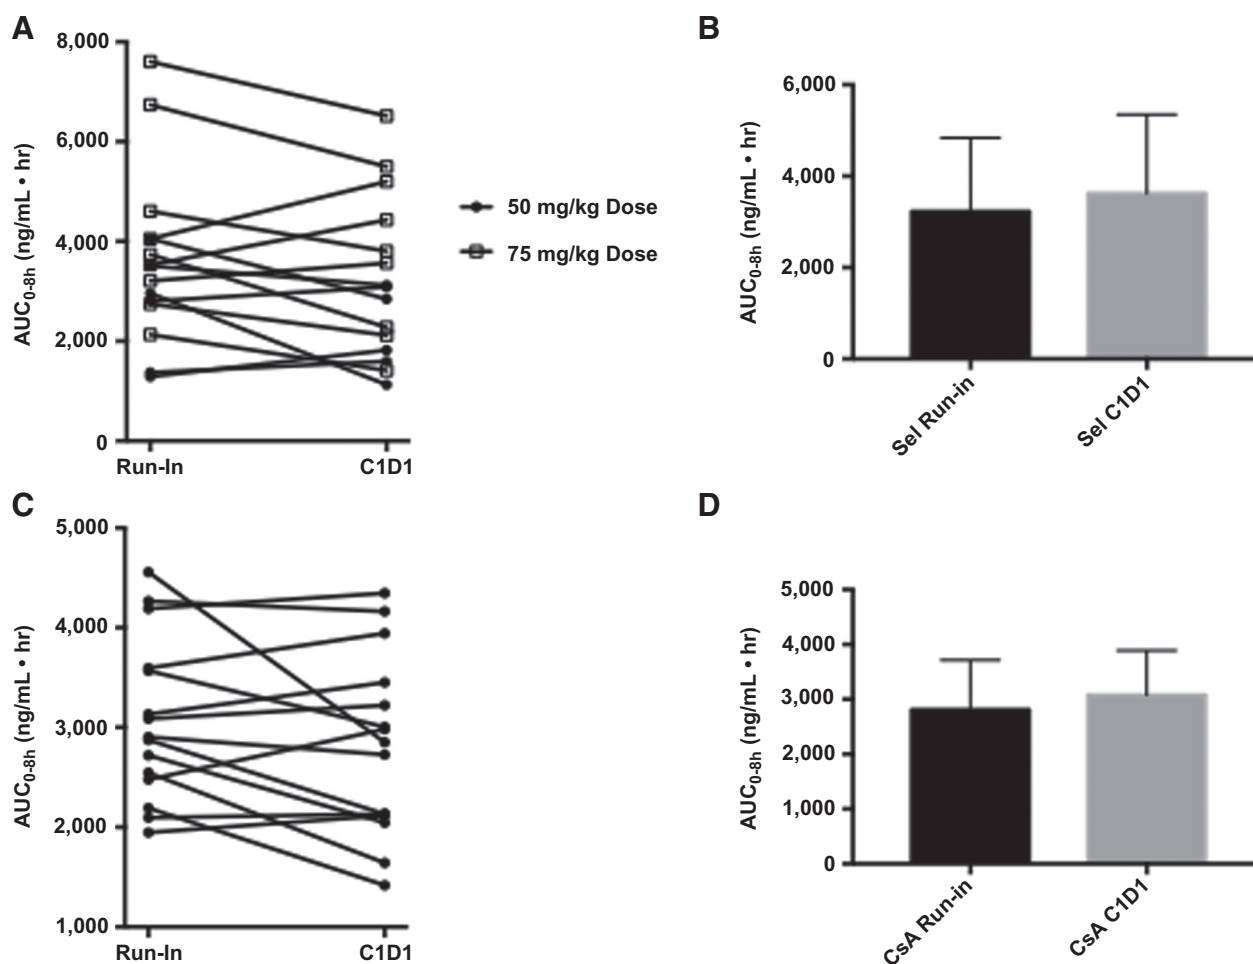 A
8,000
6,000
4,000
2,000
0
AUC0-8h (ng/mL • hr)
Run-In
C1D1
50 mg/kg Dose
75 mg/kg Dose
B
6,000
4,000
2,000
0
AUC0-8h (ng/mL • hr)
Sel Run-in
Sel C1D1
C
5,000
4,000
3,000
2,000
1,000
AUC0-8h (ng/mL • hr)
Run-In
C1D1
D
5,000
4,000
3,000
2,000
1,000
0
AUC0-8h (ng/mL • hr)
CsA Run-in
CsA C1D1